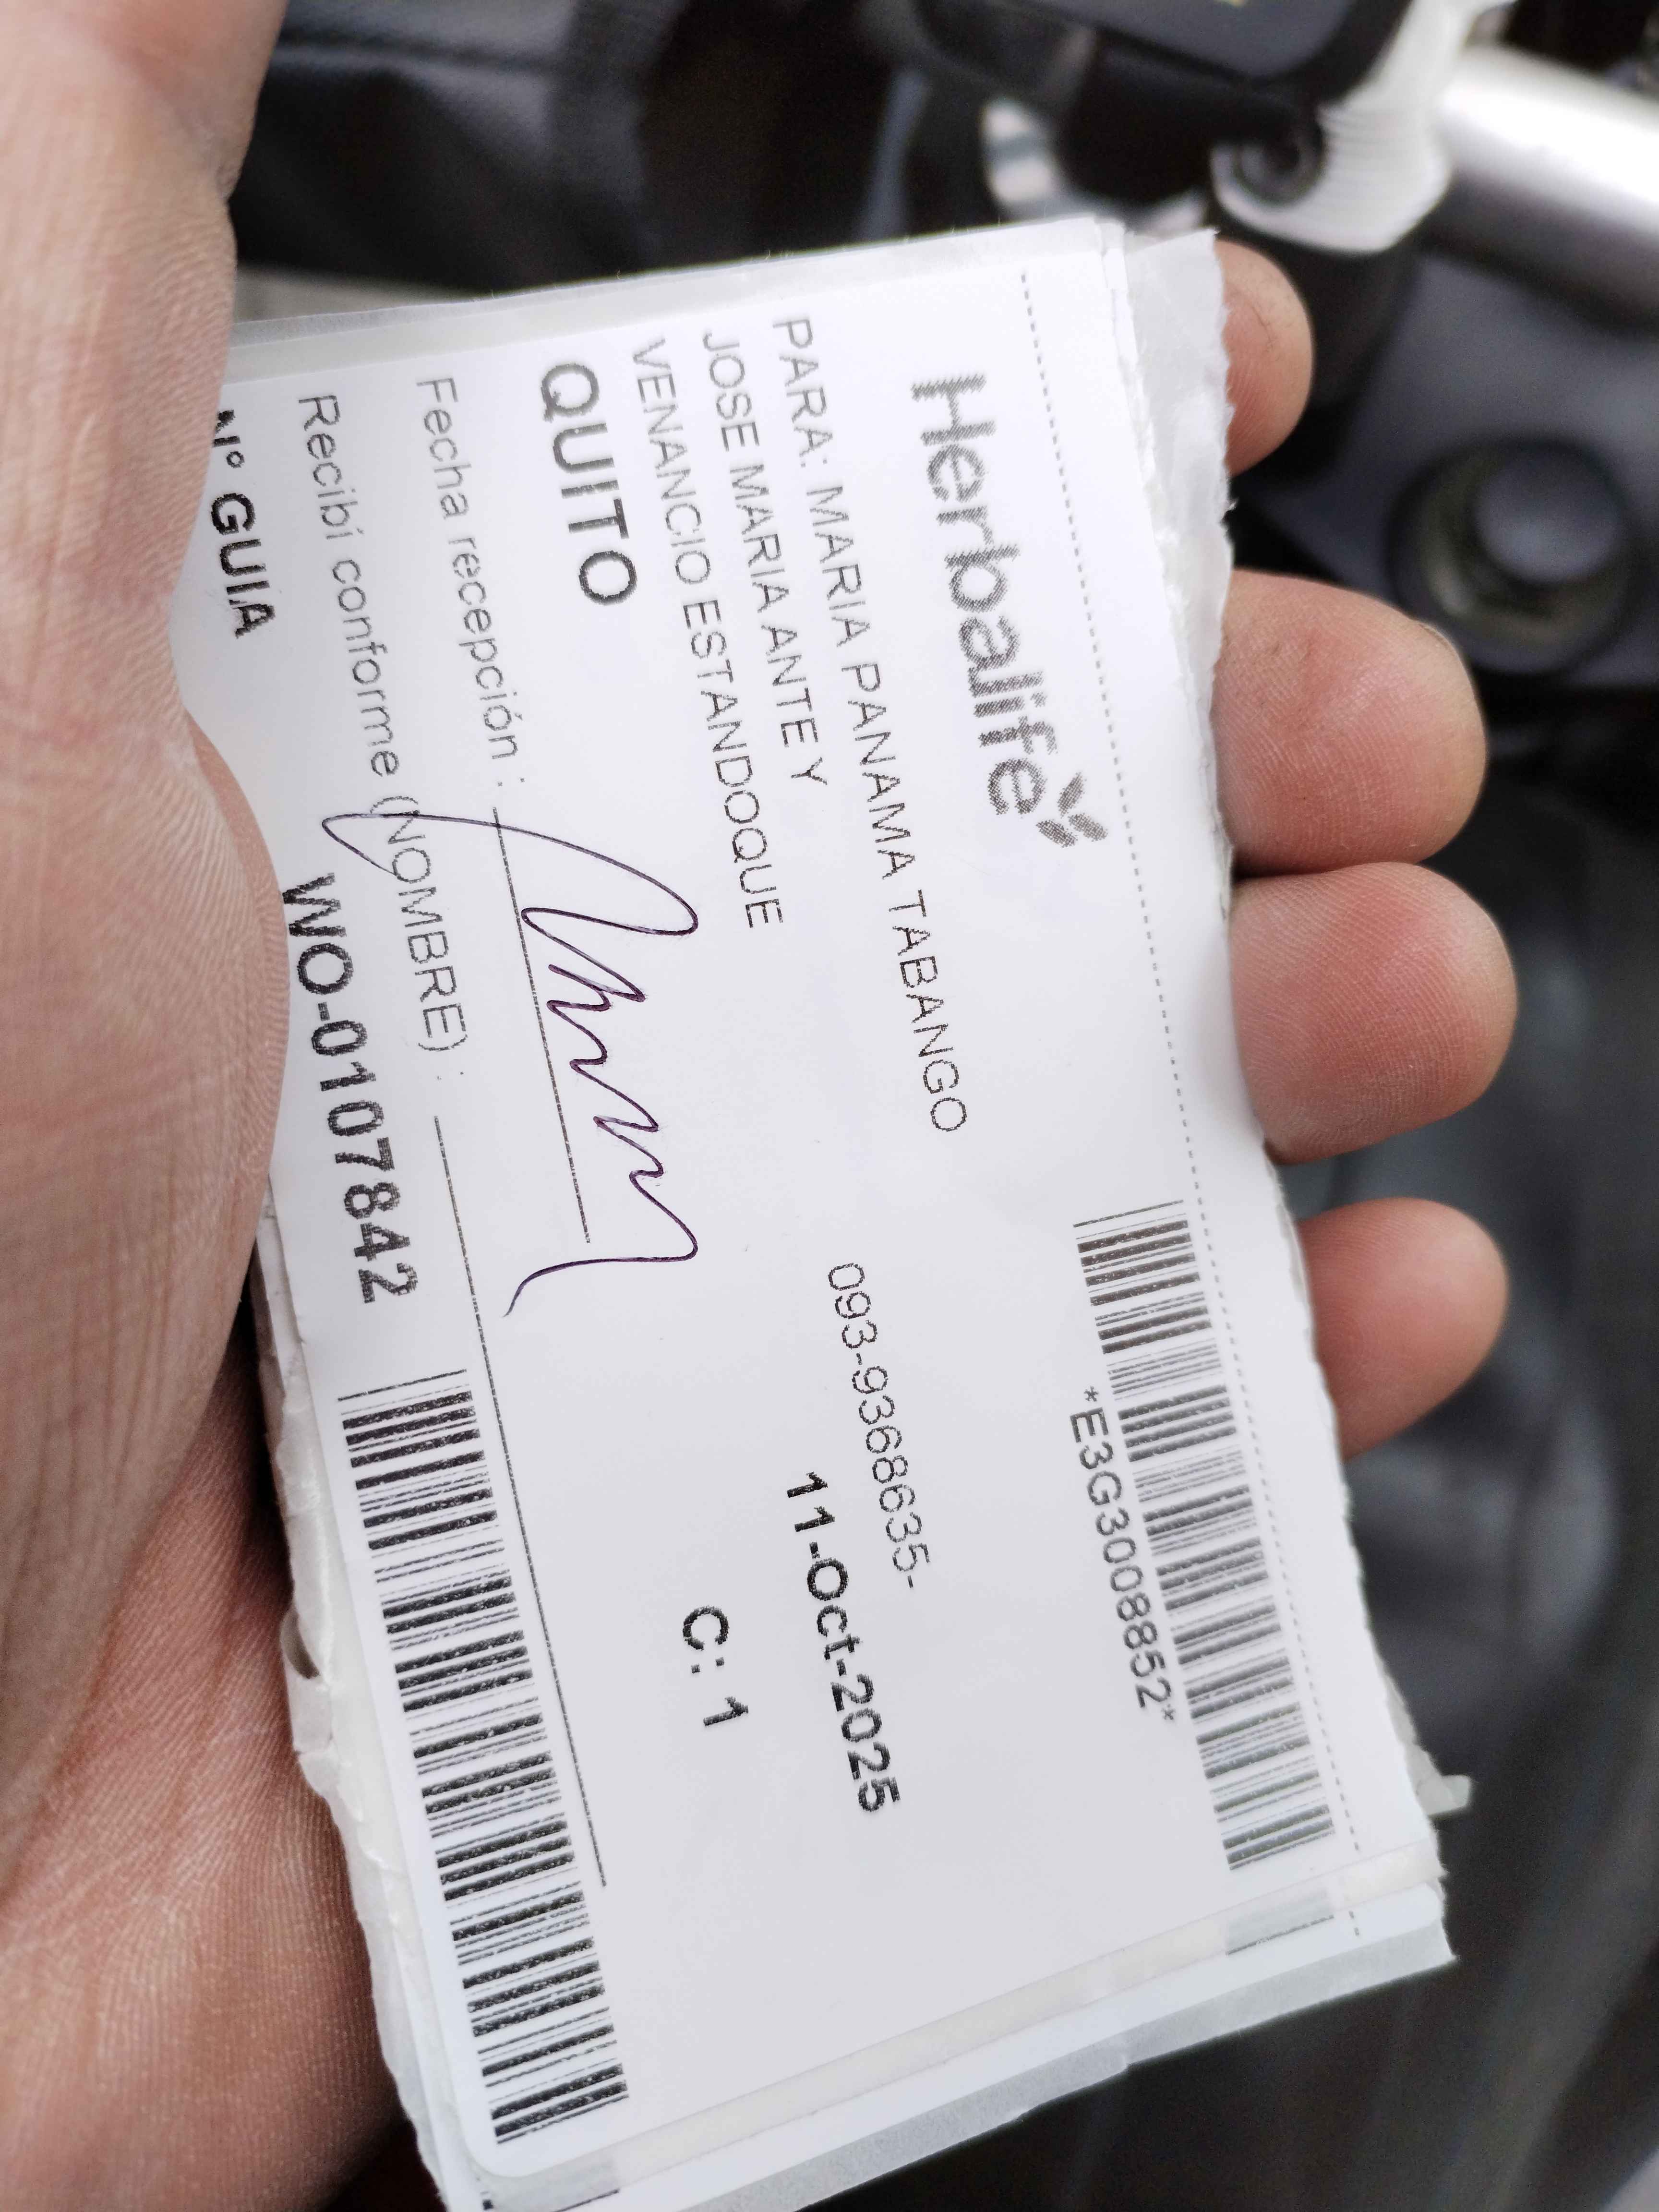 Herbalife
*E3G3008852*
PARA: MARIA PANAMA TABANGO
093-9368635-
JOSE MARIA ANTE Y
11-Oct-2025
VENANCIO ESTANDOQUE
C: 1
QUITO
Fecha recepción :
Recibí conforme (NOMBRE) :
N° GUIA
WO-0107842